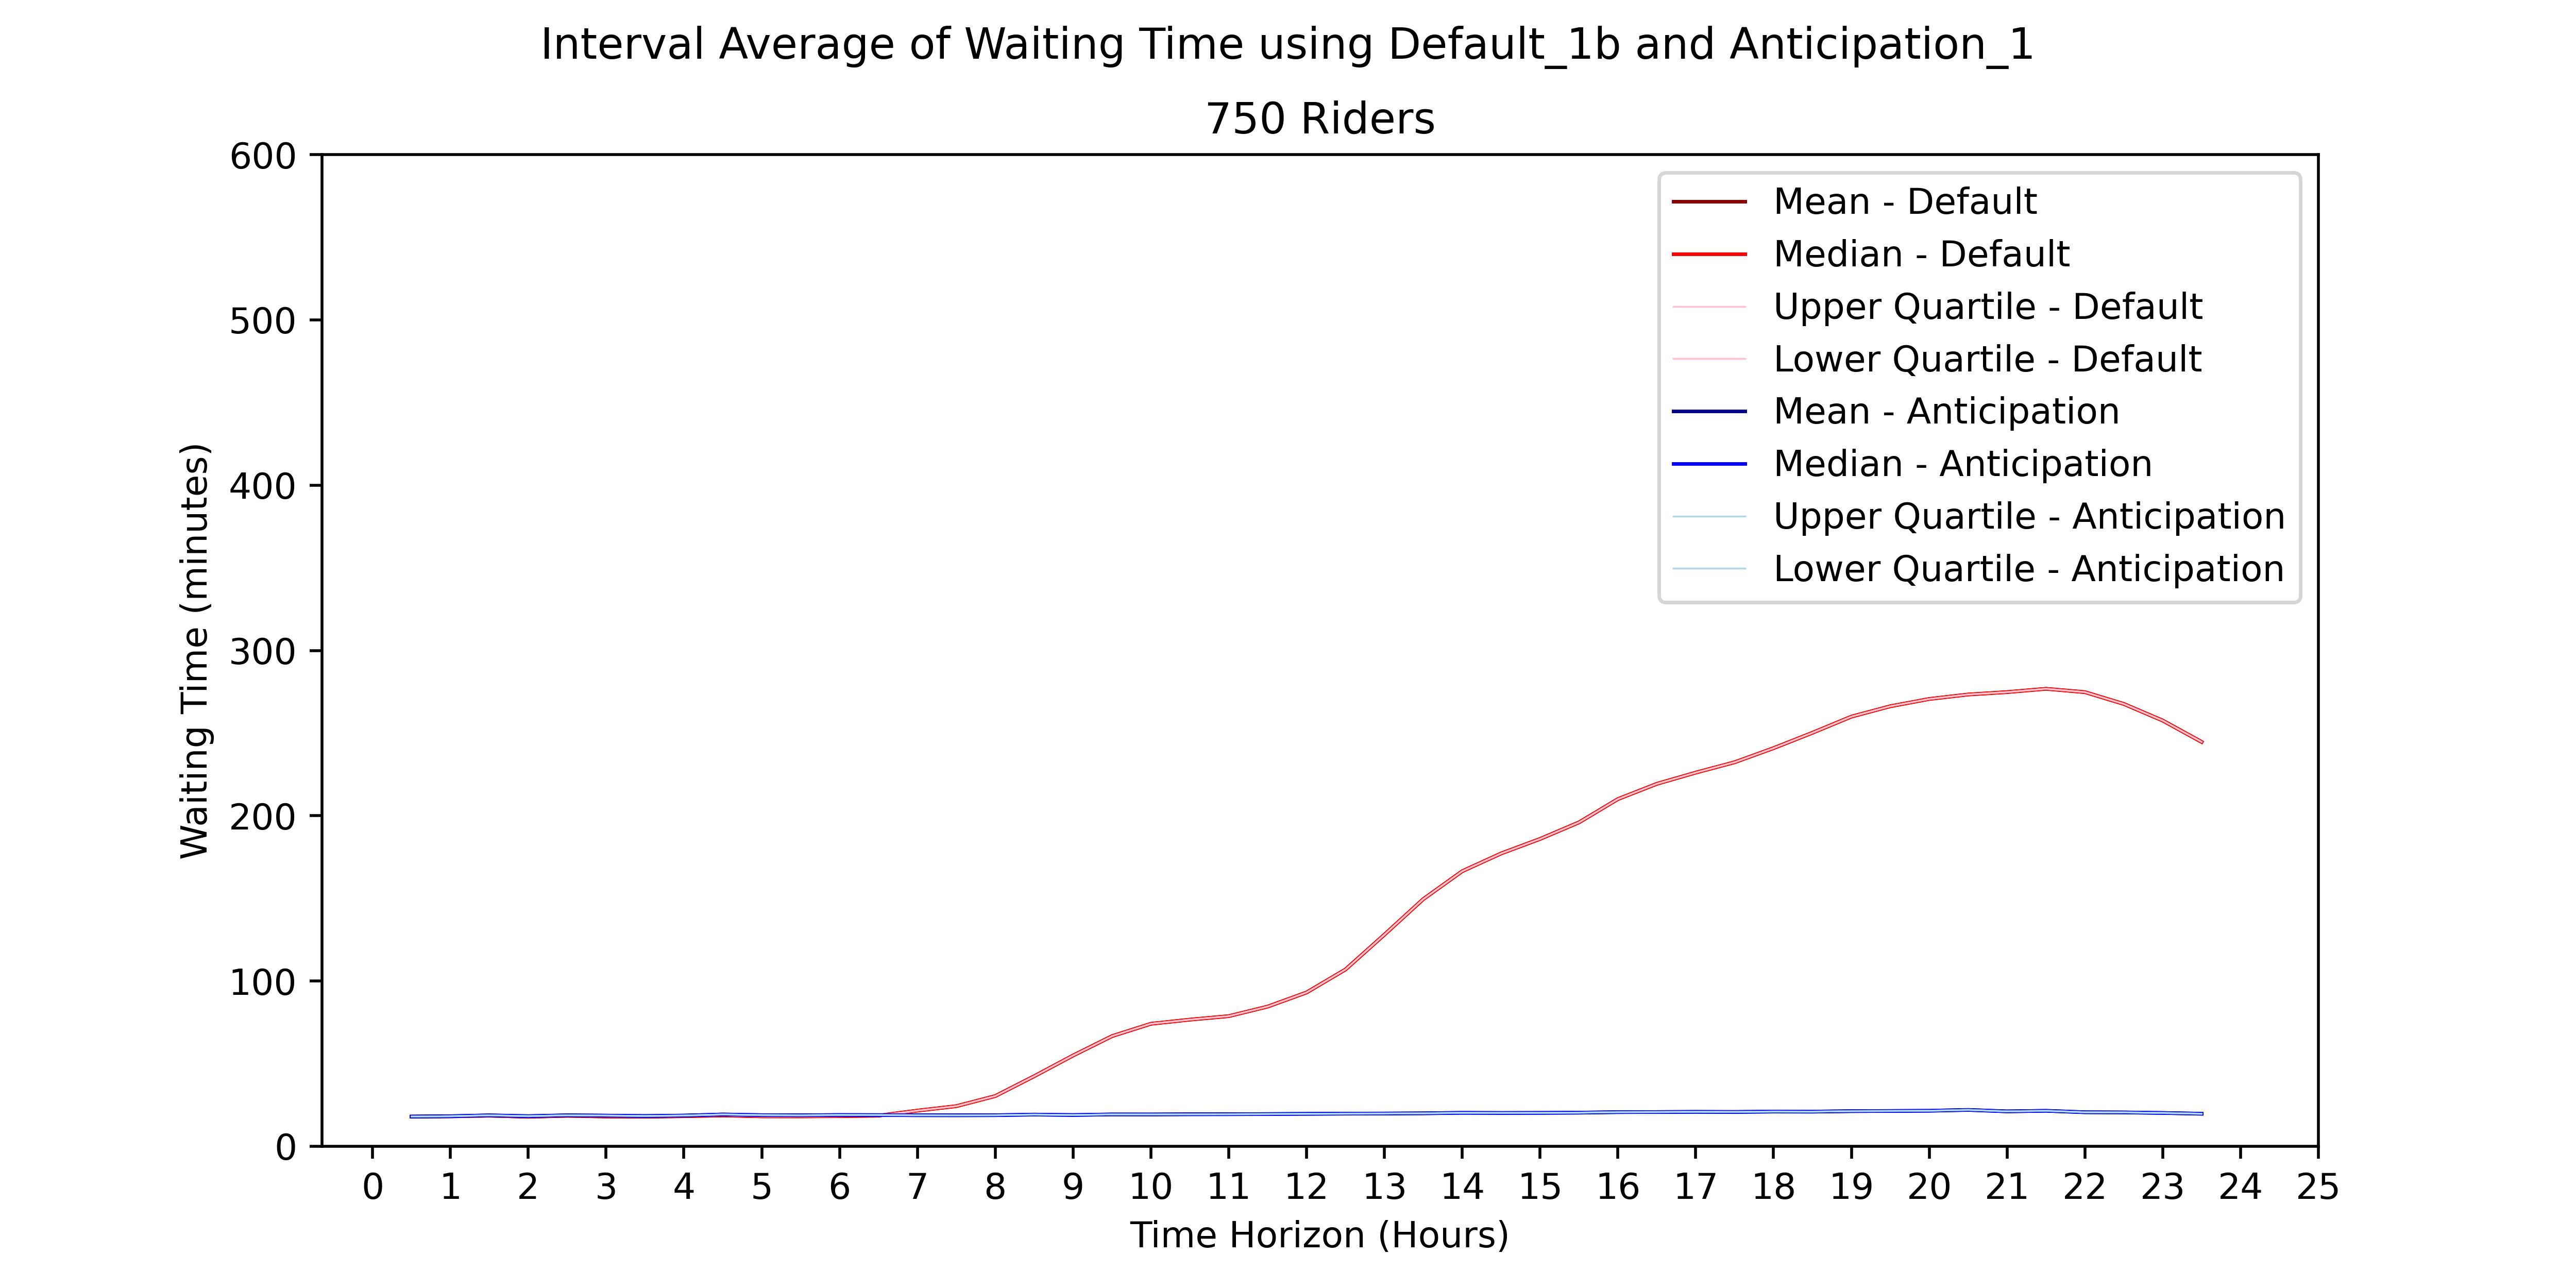 Interval Average of Waiting Time using Default_1b and Anticipation_1
750 Riders
600
500
400
300
200
100
0
Waiting Time (minutes)
Mean - Default
Median - Default
Upper Quartile - Default
Lower Quartile - Default
Mean - Anticipation
Median - Anticipation
Upper Quartile - Anticipation
Lower Quartile - Anticipation
0 1 2 3 4 5 6 7 8 9 10 11 12 13 14 15 16 17 18 19 20 21 22 23 24 25
Time Horizon (Hours)